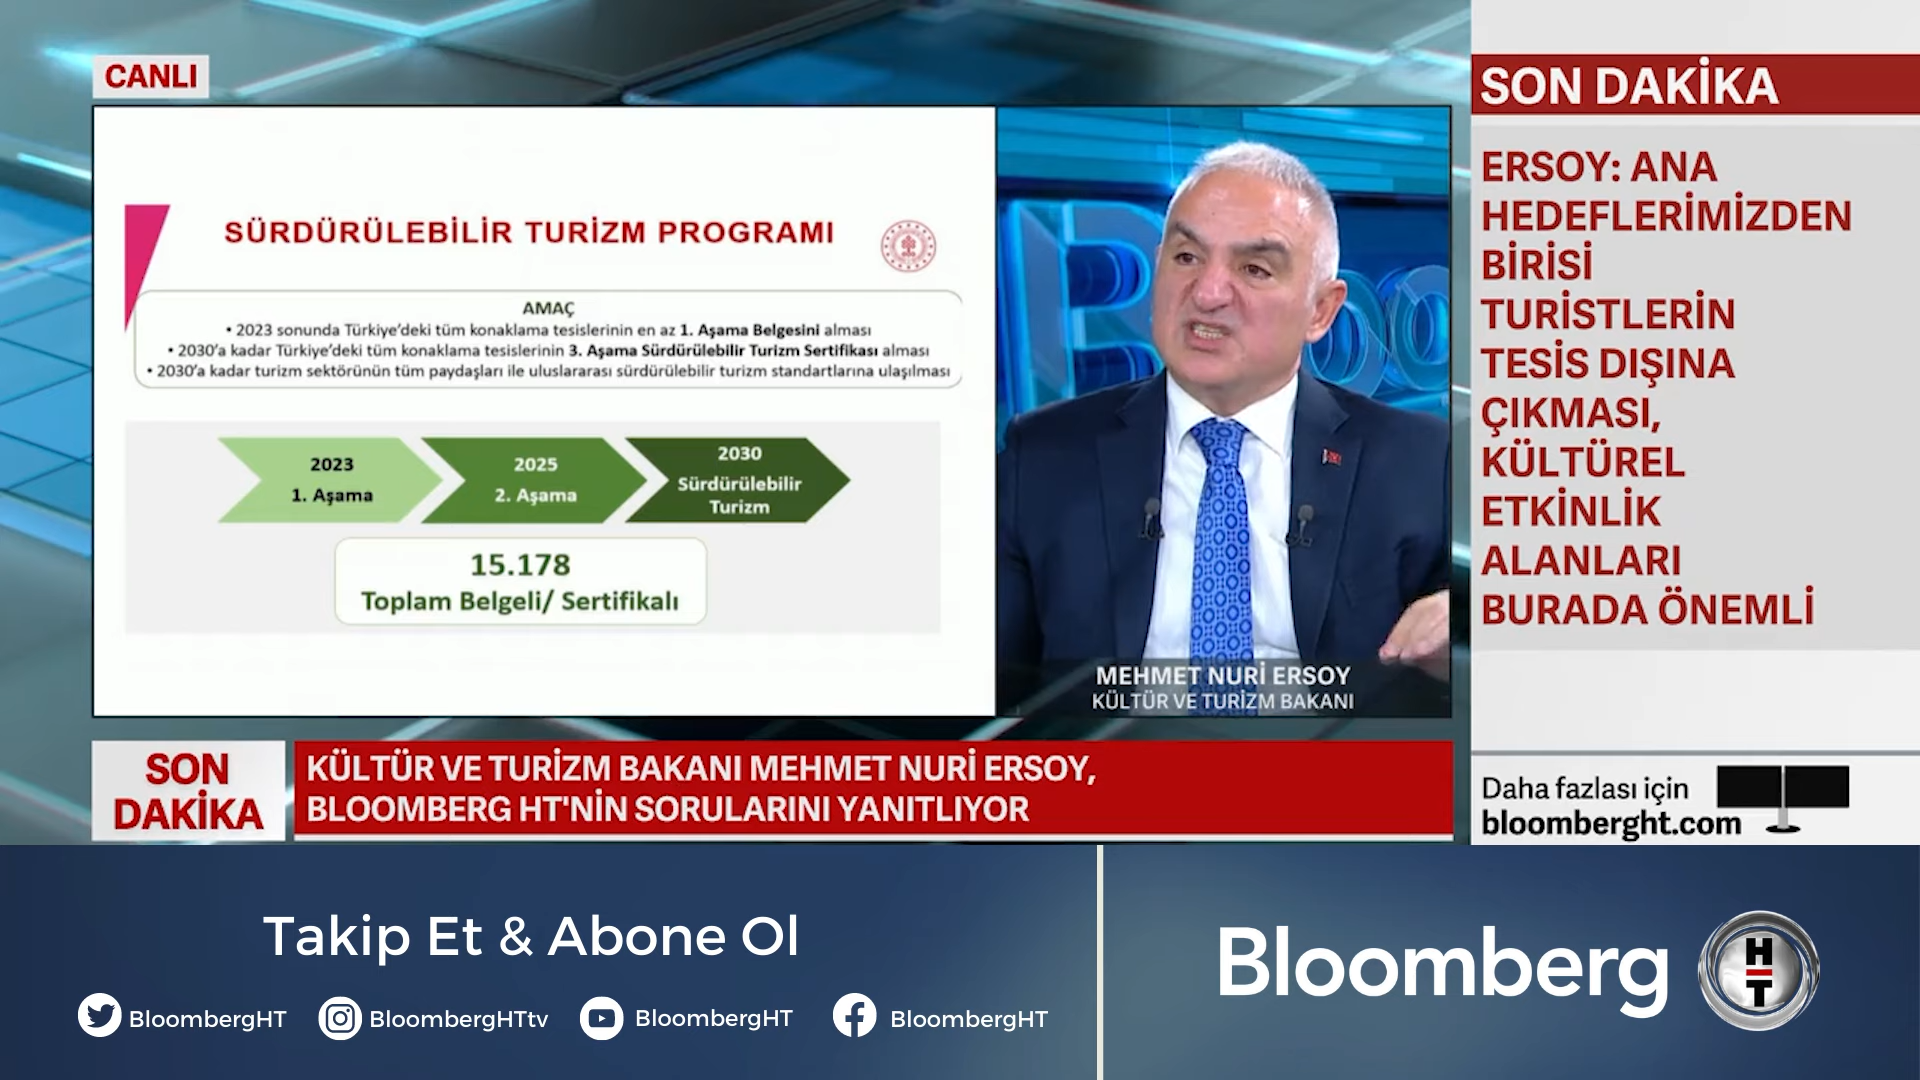 CANLI
SÜRDÜRÜLEBİLİR TURİZM PROGRAMI
AMAÇ
• 2023 sonunda Türkiye'deki tüm konaklama tesislerinin en az 1. Aşama Belgesini alması
• 2030'a kadar Türkiye'deki tüm konaklama tesislerinin 3. Aşama Sürdürülebilir Turizm Sertifikası alması
• 2030'a kadar turizm sektörünün tüm paydaşları ile uluslararası sürdürülebilir turizm standartlarına ulaşılması
2023
1. Aşama
2025
2. Aşama
2030
Sürdürülebilir
Turizm
15.178
Toplam Belgeli/ Sertifikalı
MEHMET NURİ ERSOY
KÜLTÜR VE TURİZM BAKANI
SON DAKİKA
ERSOY: ANA
HEDEFLERİMİZDEN
BİRİSİ
TURİSTLERİN
TESİS DIŞINA
ÇIKMASI,
KÜLTÜREL
ETKİNLİK
ALANLARI
BURADA ÖNEMLİ
SON
DAKİKA
KÜLTÜR VE TURİZM BAKANI MEHMET NURİ ERSOY,
BLOOMBERG HT'NİN SORULARINI YANITLIYOR
Daha fazlası için
bloomberght.com
Takip Et & Abone Ol
BloombergHT
BloombergHTtv
BloombergHT
BloombergHT
Bloomberg
HT